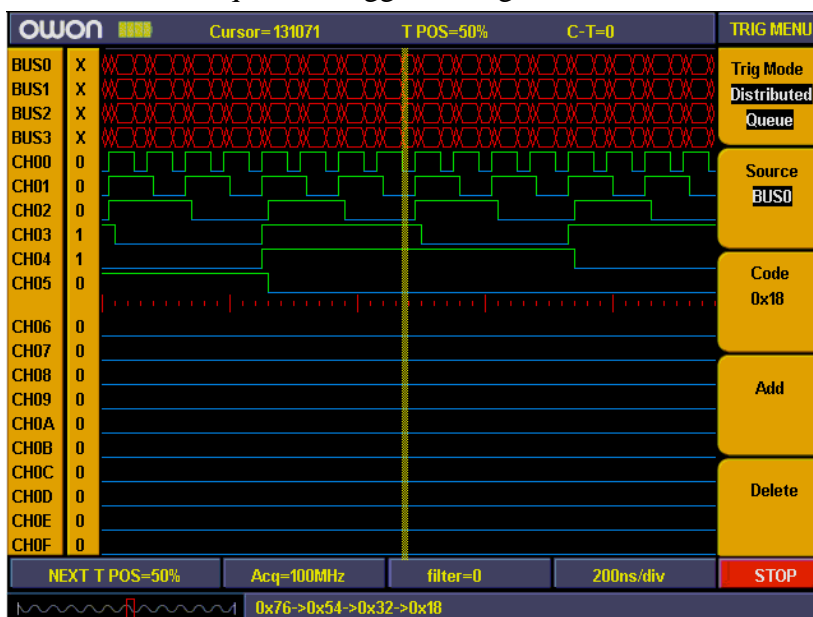 OWON Cursor=131071 T POS=50% C-T=0 TRIG MENU
BUS0 X
BUS1 X
BUS2 X
BUS3 X
CH00 0
CH01 0
CH02 0
CH03 1
CH04 1
CH05 0
CH06 0
CH07 0
CH08 0
CH09 0
CH0A 0
CH0B 0
CH0C 0
CH0D 0
CH0E 0
CH0F 0
Trig Mode
Distributed
Queue
Source
BUS0
Code
0x18
Add
Delete
NEXT T POS=50% Acq=100MHz filter=0 200ns/div STOP
0x76->0x54->0x32->0x18